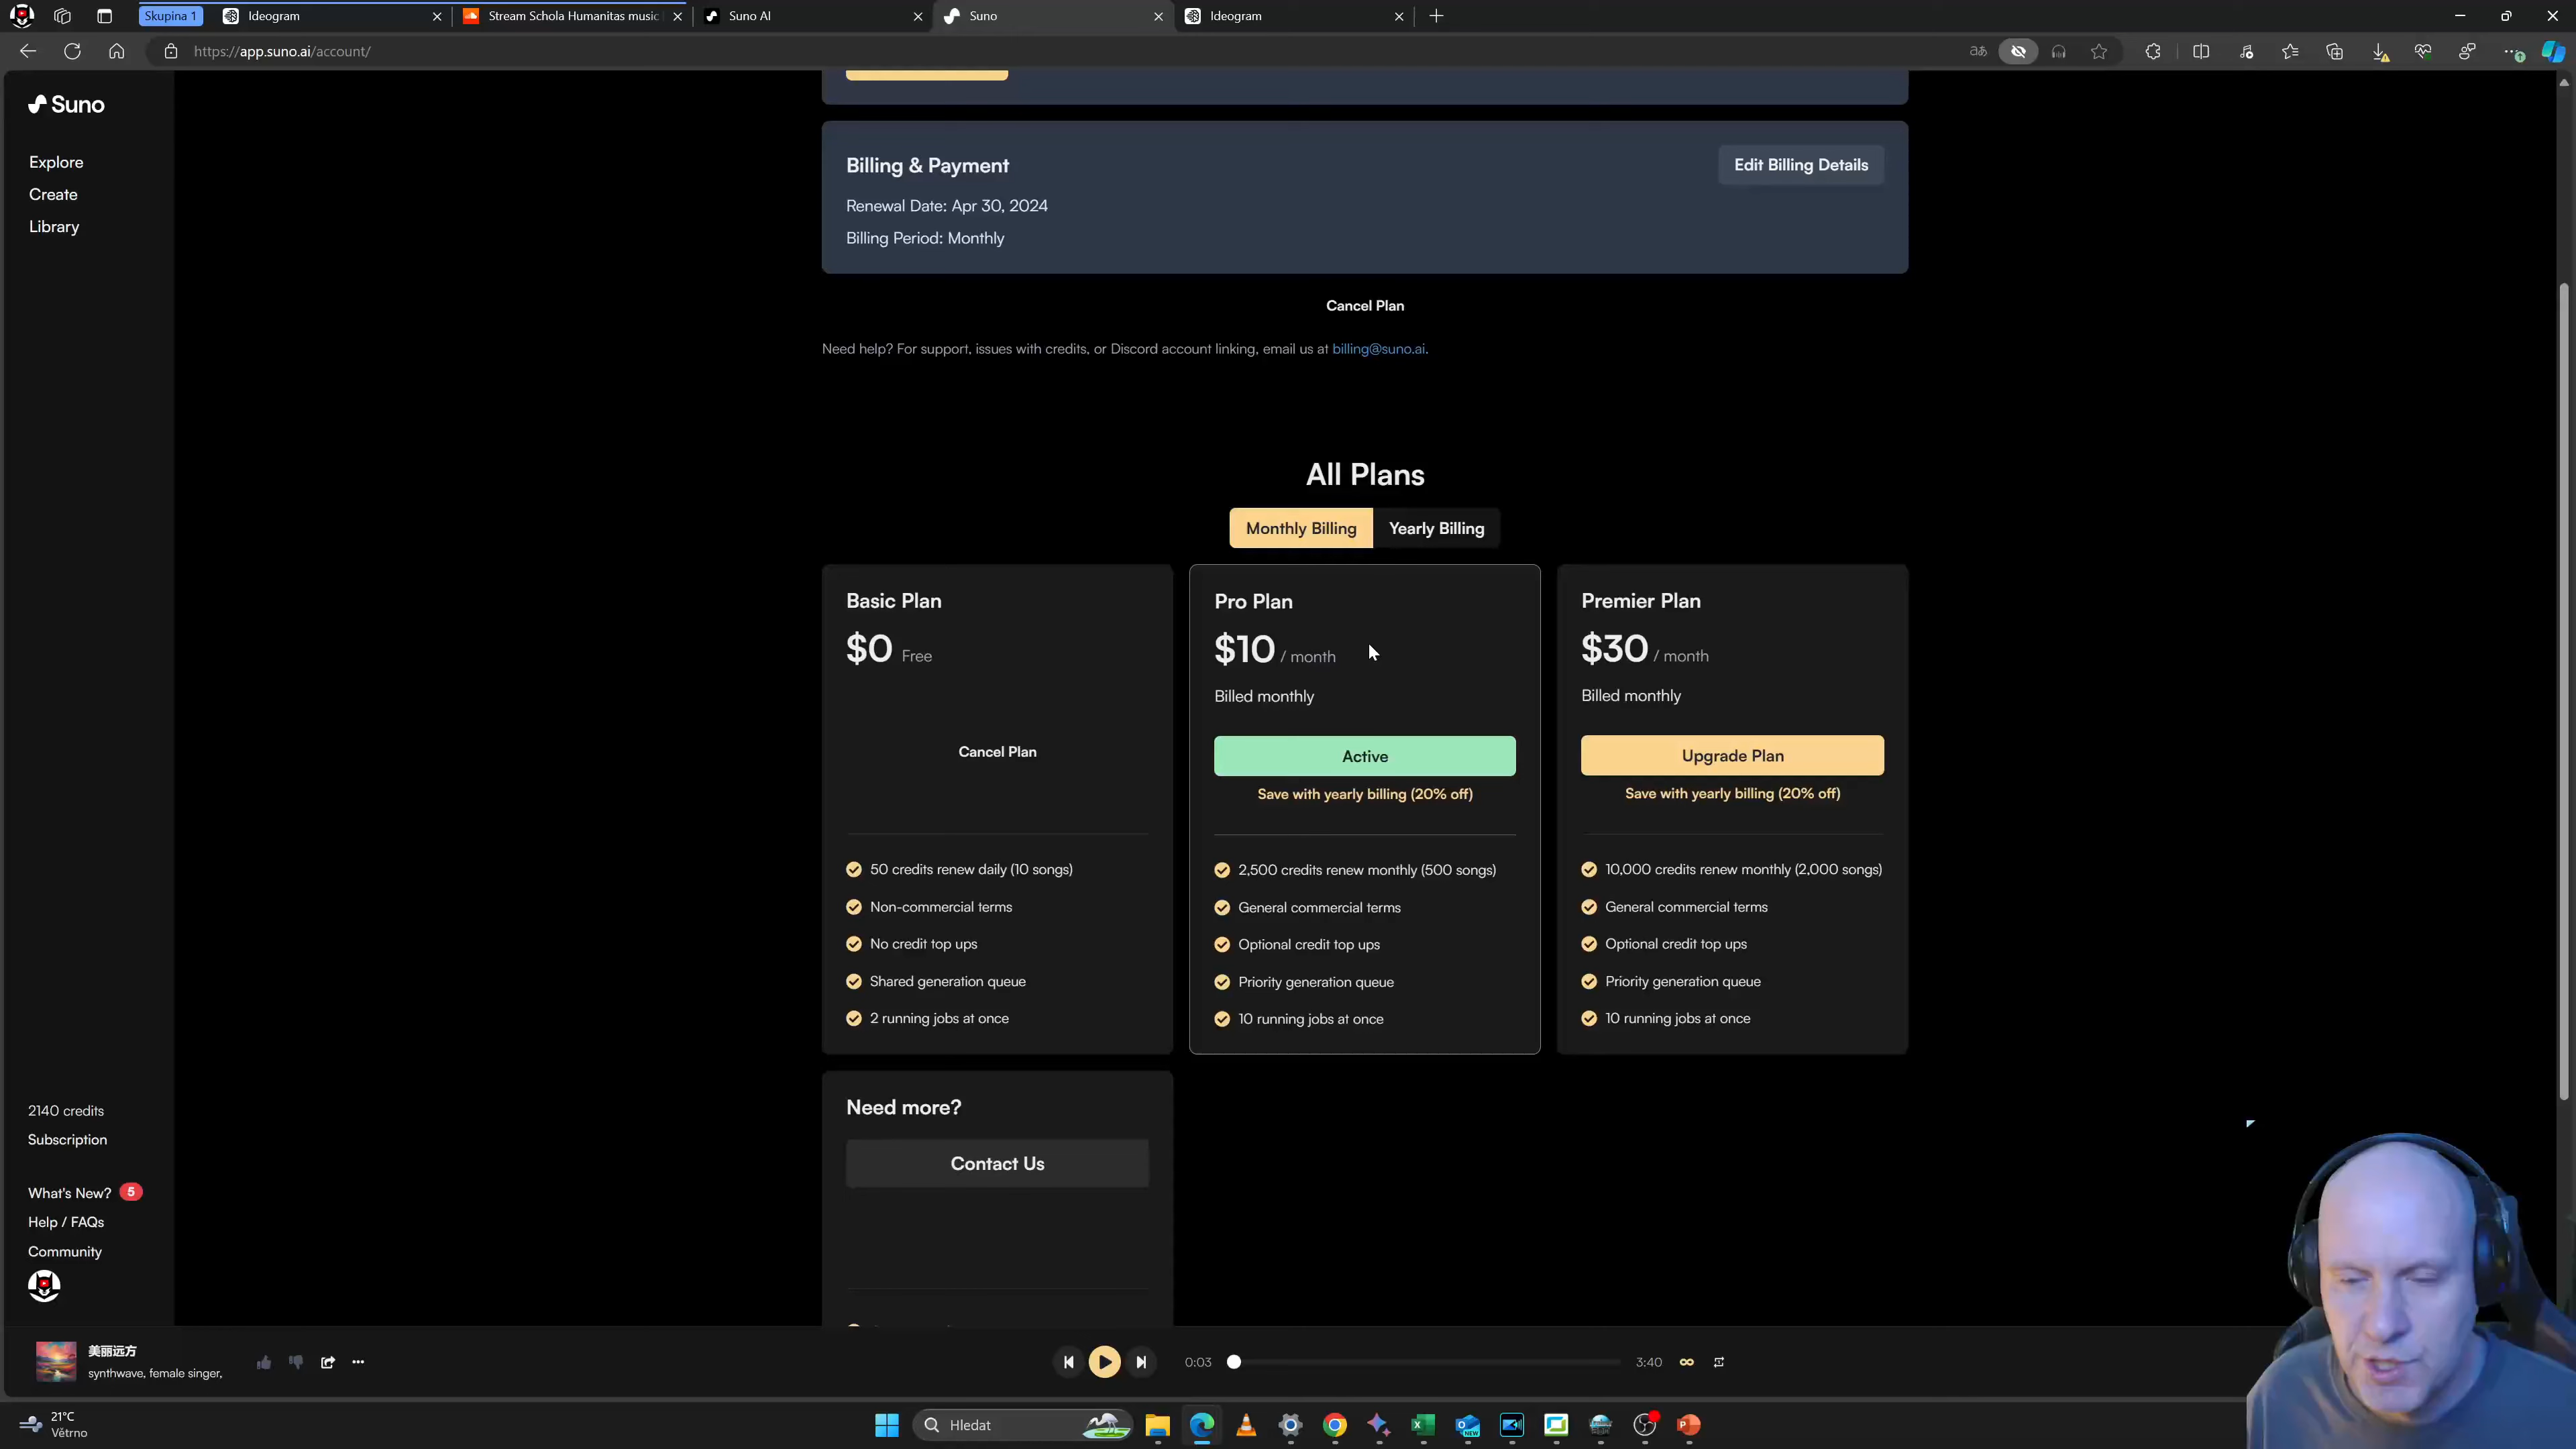 Skupina 1
Ideogram
Stream Schola Humanitas music
Suno AI
Suno
Ideogram
https://app.suno.ai/account/
Suno
Explore
Create
Library
2140 credits
Subscription
What's New? 5
Help / FAQs
Community
Billing & Payment
Edit Billing Details
Renewal Date: Apr 30, 2024
Billing Period: Monthly
Cancel Plan
Need help? For support, issues with credits, or Discord account linking, email us at billing@suno.ai.
All Plans
Monthly Billing
Yearly Billing
Basic Plan
$0 Free
Cancel Plan
50 credits renew daily (10 songs)
Non-commercial terms
No credit top ups
Shared generation queue
2 running jobs at once
Pro Plan
$10 / month
Billed monthly
Active
Save with yearly billing (20% off)
2,500 credits renew monthly (500 songs)
General commercial terms
Optional credit top ups
Priority generation queue
10 running jobs at once
Premier Plan
$30 / month
Billed monthly
Upgrade Plan
Save with yearly billing (20% off)
10,000 credits renew monthly (2,000 songs)
General commercial terms
Optional credit top ups
Priority generation queue
10 running jobs at once
Need more?
Contact Us
美丽远方
synthwave, female singer,
0:03
3:40
21°C
Větrno
Hledat